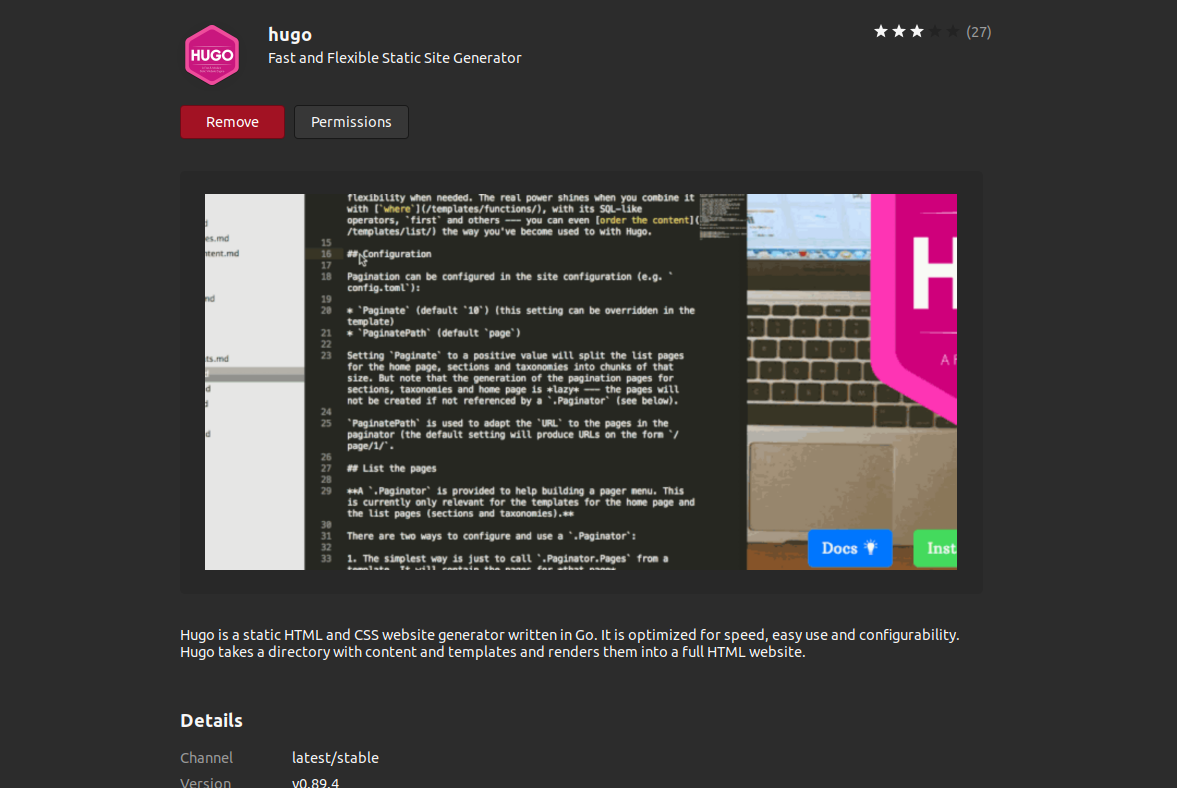 HUGO
hugo
Fast and Flexible Static Site Generator
(27)
Remove
Permissions
flexibility when needed. The real power shines when you combine it
with [`where`](/templates/functions/), with its SQL-like
operators, `first` and others --- you can even [order the content](
/templates/list/) the way you've become used to with Hugo.
15
16 ## Configuration
17
18 Pagination can be configured in the site configuration (e.g. `
config.toml`):
19
20 * `Paginate` (default `10`) (this setting can be overridden in the
template)
21 * `PaginatePath` (default `page`)
22
23 Setting `Paginate` to a positive value will split the list pages
for the home page, sections and taxonomies into chunks of that
size. But note that the generation of the pagination pages for
sections, taxonomies and home page is *lazy* --- the pages will
not be created if not referenced by a `.Paginator` (see below).
24
25 `PaginatePath` is used to adapt the `URL` to the pages in the
paginator (the default setting will produce URLs on the form `/
page/1/`.
26
27 ## List the pages
28
29 **A `.Paginator` is provided to help building a pager menu. This
is currently only relevant for the templates for the home page and
the list pages (sections and taxonomies).**
30
31 There are two ways to configure and use a `.Paginator`:
32
33 1. The simplest way is just to call `.Paginator.Pages` from a
template. It will contain the pages for *that page*
d
es.md
tent.md
md
ts.md
d
d
d
H
A F
Docs
Inst
Hugo is a static HTML and CSS website generator written in Go. It is optimized for speed, easy use and configurability.
Hugo takes a directory with content and templates and renders them into a full HTML website.
Details
Channel latest/stable
Version v0.89.4